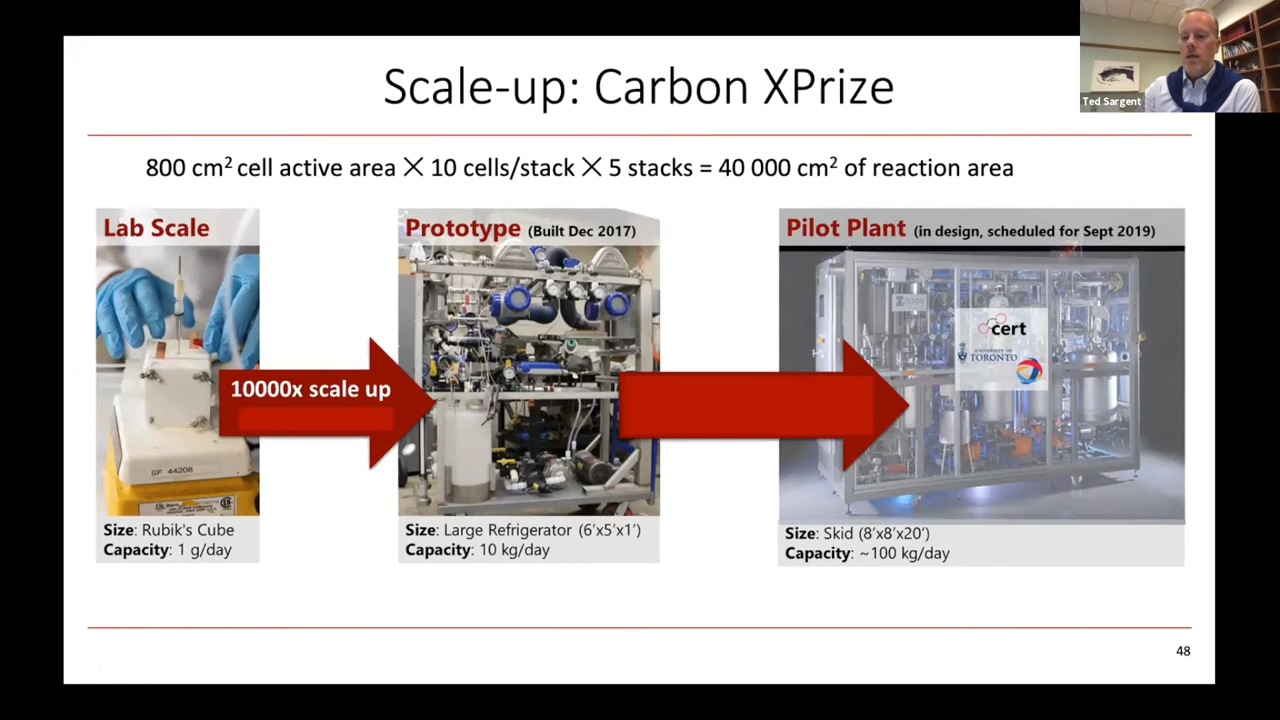 Scale-up: Carbon XPrize
Ted Sargent
800 cm² cell active area × 10 cells/stack × 5 stacks = 40 000 cm² of reaction area
Lab Scale
10000x scale up
SF 44208
Size: Rubik's Cube
Capacity: 1 g/day
Prototype (Built Dec 2017)
Size: Large Refrigerator (6'x5'x1')
Capacity: 10 kg/day
Pilot Plant (in design, scheduled for Sept 2019)
cert
UNIVERSITY OF
TORONTO
Size: Skid (8'x8'x20')
Capacity: ~100 kg/day
48